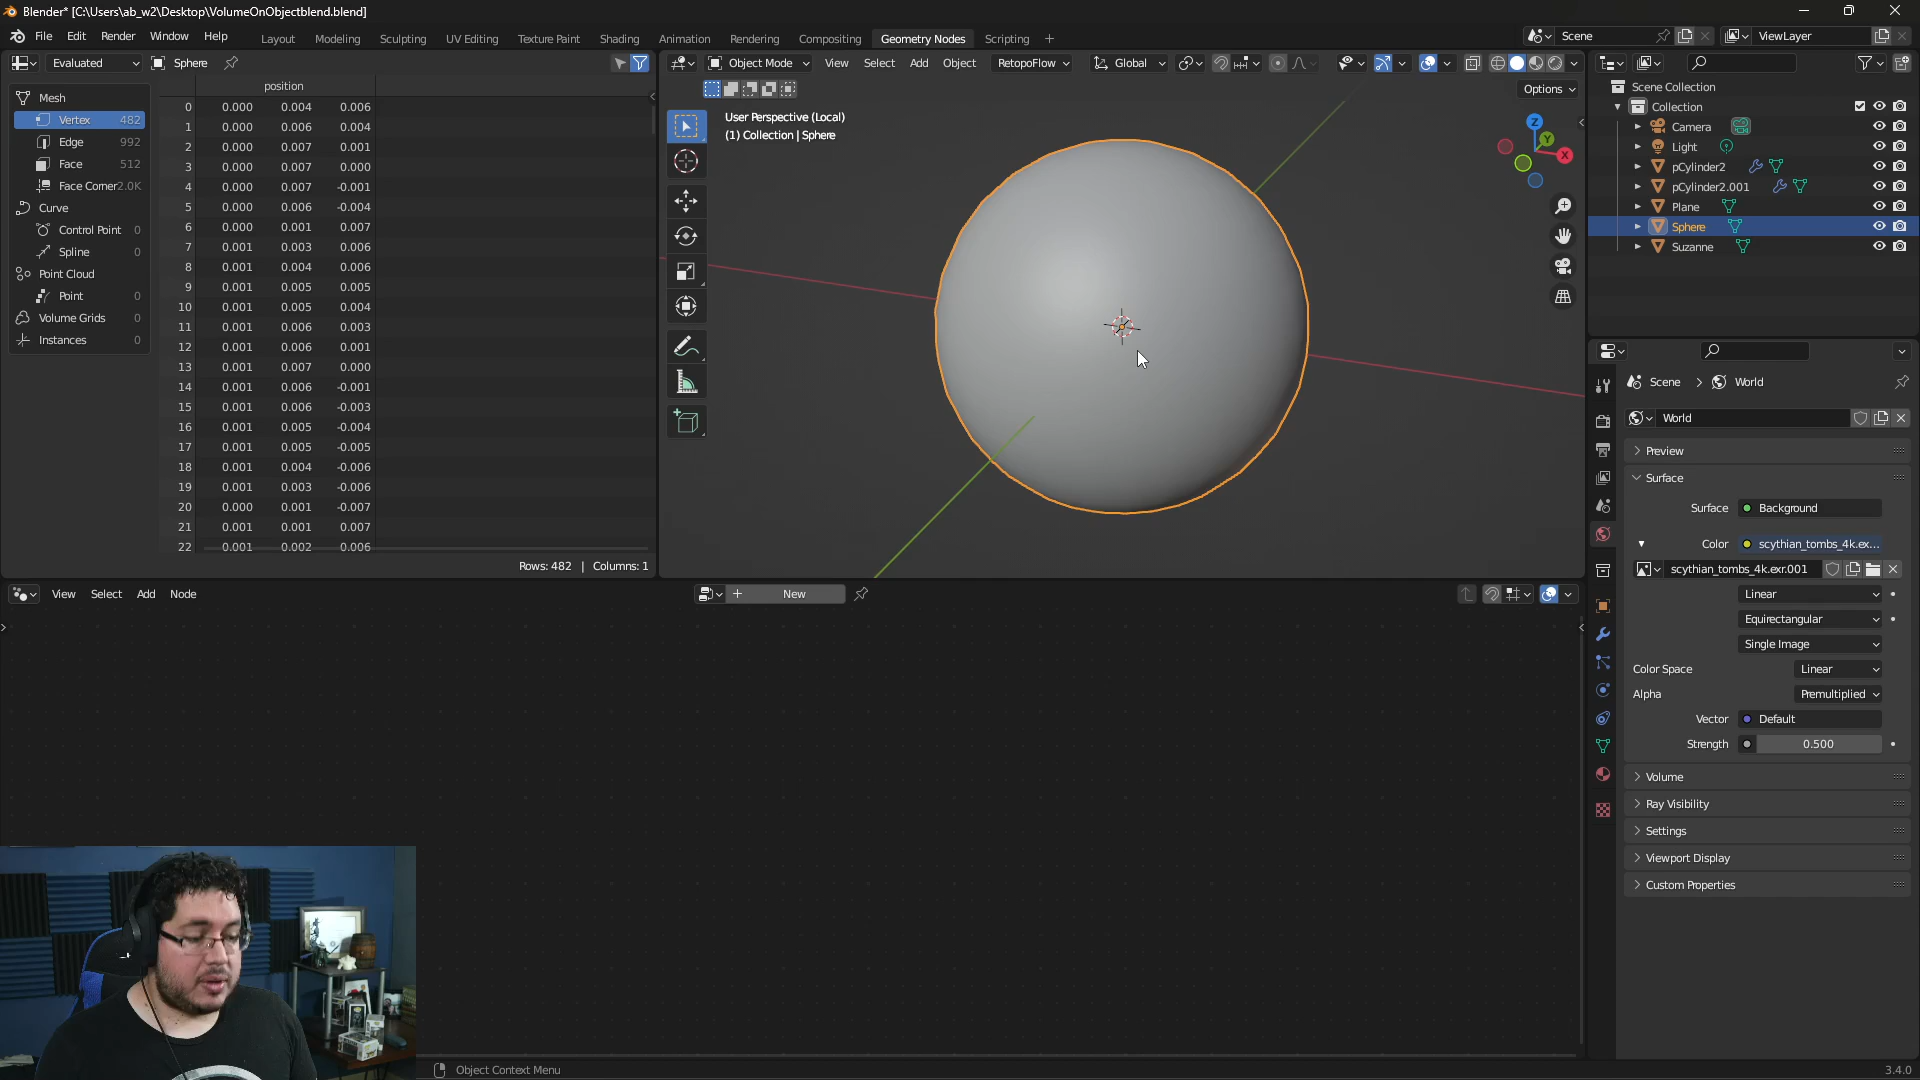 Blender* [C:\Users\ab_w2\Desktop\VolumeOnObjectblend.blend]
File Edit Render Window Help
Layout Modeling Sculpting UV Editing Texture Paint Shading Animation Rendering Compositing Geometry Nodes Scripting +
Scene
ViewLayer
Evaluated Sphere
position
Mesh
Vertex 482
Edge 992
Face 512
Face Corner 2.0K
Curve
Control Point 0
Spline 0
Point Cloud
Point 0
Volume Grids 0
Instances 0
0 0.000 0.004 0.006
1 0.000 0.006 0.004
2 0.000 0.007 0.001
3 0.000 0.007 0.000
4 0.000 0.007 -0.001
5 0.000 0.006 -0.004
6 0.000 0.001 0.007
7 0.001 0.003 0.006
8 0.001 0.004 0.006
9 0.001 0.005 0.005
10 0.001 0.005 0.004
11 0.001 0.006 0.003
12 0.001 0.006 0.001
13 0.001 0.007 0.000
14 0.001 0.006 -0.001
15 0.001 0.006 -0.003
16 0.001 0.005 -0.004
17 0.001 0.005 -0.005
18 0.001 0.004 -0.006
19 0.001 0.003 -0.006
20 0.000 0.001 -0.007
21 0.001 0.001 0.007
22 0.001 0.002 0.006
Rows: 482 | Columns: 1
Object Mode View Select Add Object RetopoFlow Global
Options
User Perspective (Local)
(1) Collection | Sphere
Z
Y
X
Scene Collection
Collection
Camera
Light
pCylinder2
pCylinder2.001
Plane
Sphere
Suzanne
Scene > World
World
Preview
Surface
Surface Background
Color scythian_tombs_4k.ex...
scythian_tombs_4k.exr.001
Linear
Equirectangular
Single Image
Color Space Linear
Alpha Premultiplied
Vector Default
Strength 0.500
Volume
Ray Visibility
Settings
Viewport Display
Custom Properties
View Select Add Node
+ New
Object Context Menu
3.4.0